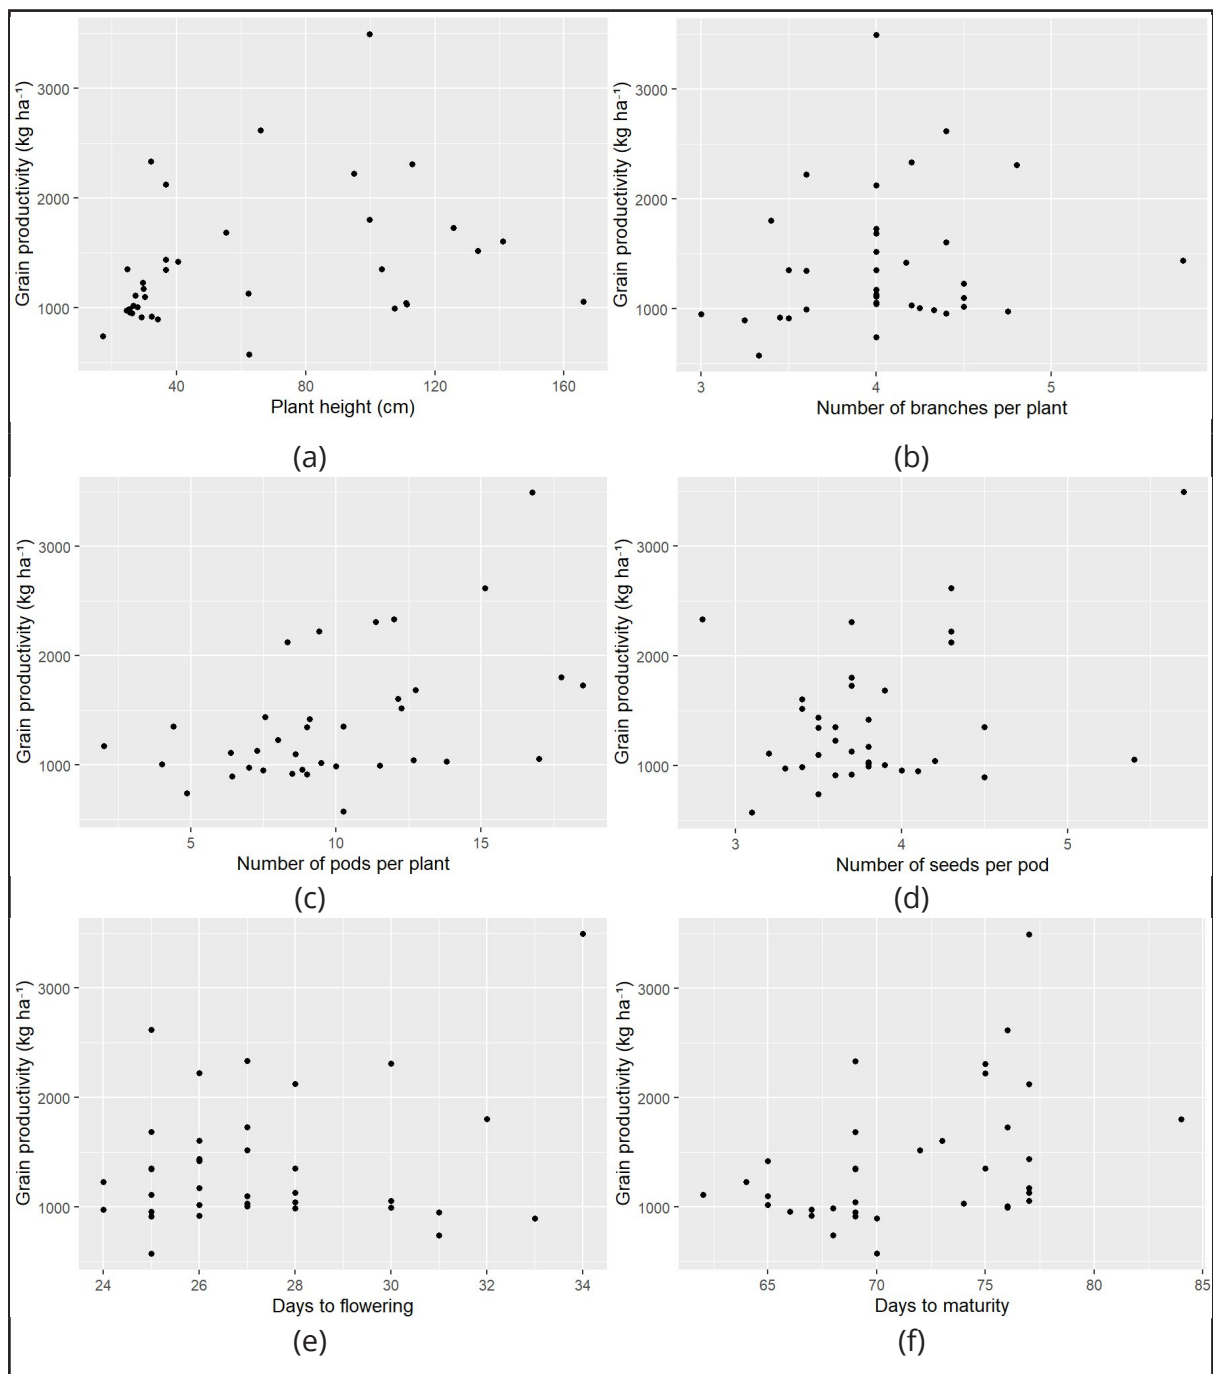 Grain productivity (kg ha⁻¹)
3000
2000
1000
40 80 120 160
Plant height (cm)
(a)
Grain productivity (kg ha⁻¹)
3000
2000
1000
3 4 5
Number of branches per plant
(b)
Grain productivity (kg ha⁻¹)
3000
2000
1000
5 10 15
Number of pods per plant
(c)
Grain productivity (kg ha⁻¹)
3000
2000
1000
3 4 5
Number of seeds per pod
(d)
Grain productivity (kg ha⁻¹)
3000
2000
1000
24 26 28 30 32 34
Days to flowering
(e)
Grain productivity (kg ha⁻¹)
3000
2000
1000
65 70 75 80 85
Days to maturity
(f)